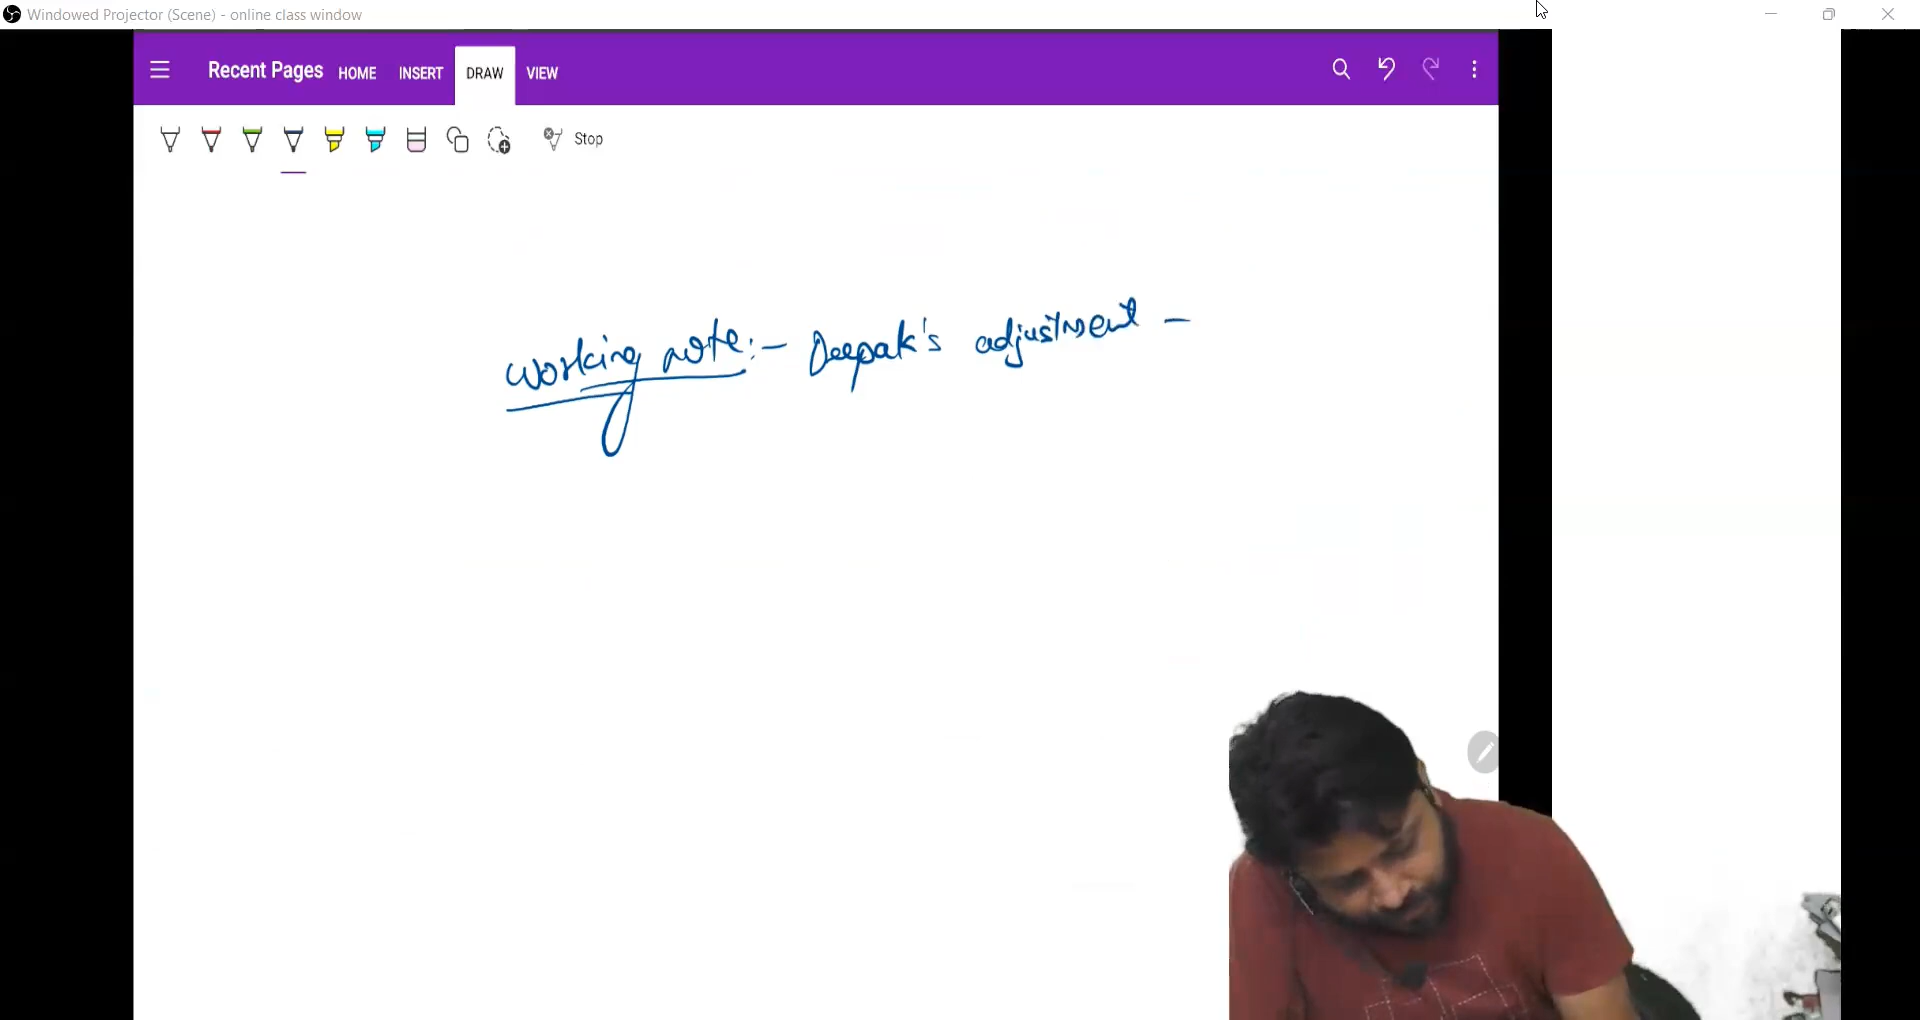 Windowed Projector (Scene) - online class window
Recent Pages HOME INSERT DRAW VIEW
Stop
working note:- Deepak's adjustment -